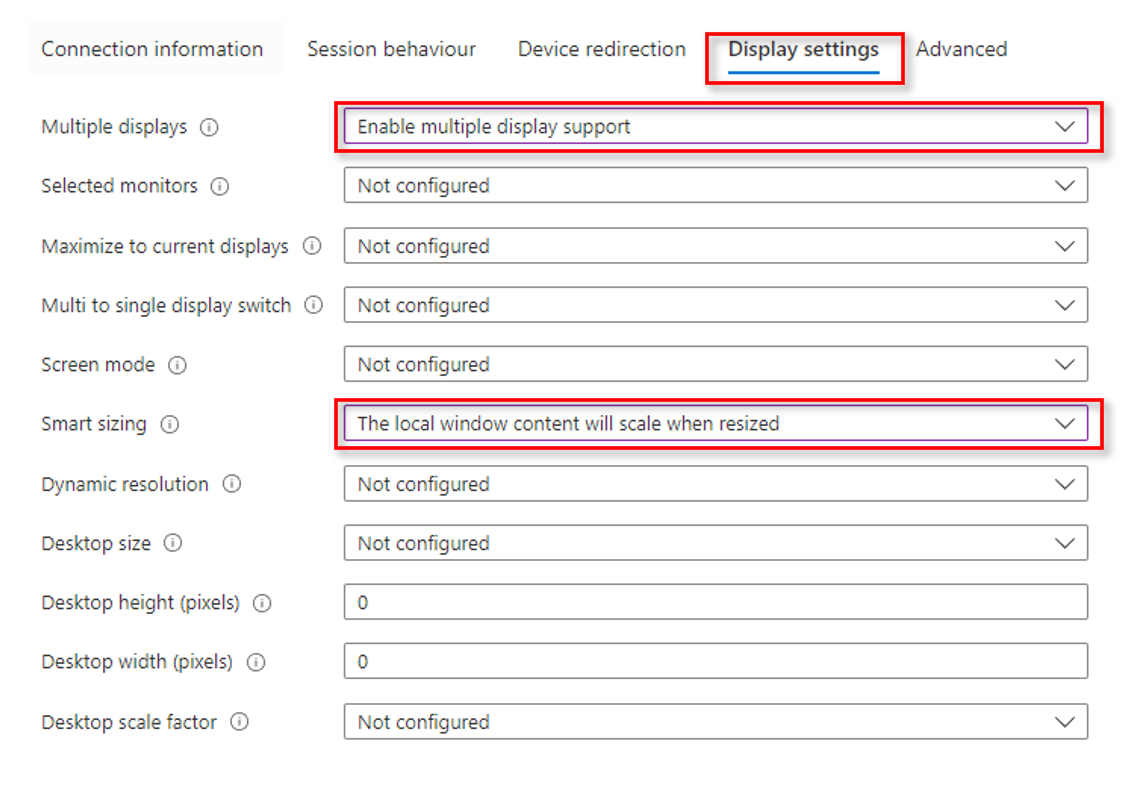 Connection information Session behaviour Device redirection Display settings Advanced
Multiple displays Enable multiple display support
Selected monitors Not configured
Maximize to current displays Not configured
Multi to single display switch Not configured
Screen mode Not configured
Smart sizing The local window content will scale when resized
Dynamic resolution Not configured
Desktop size Not configured
Desktop height (pixels) 0
Desktop width (pixels) 0
Desktop scale factor Not configured